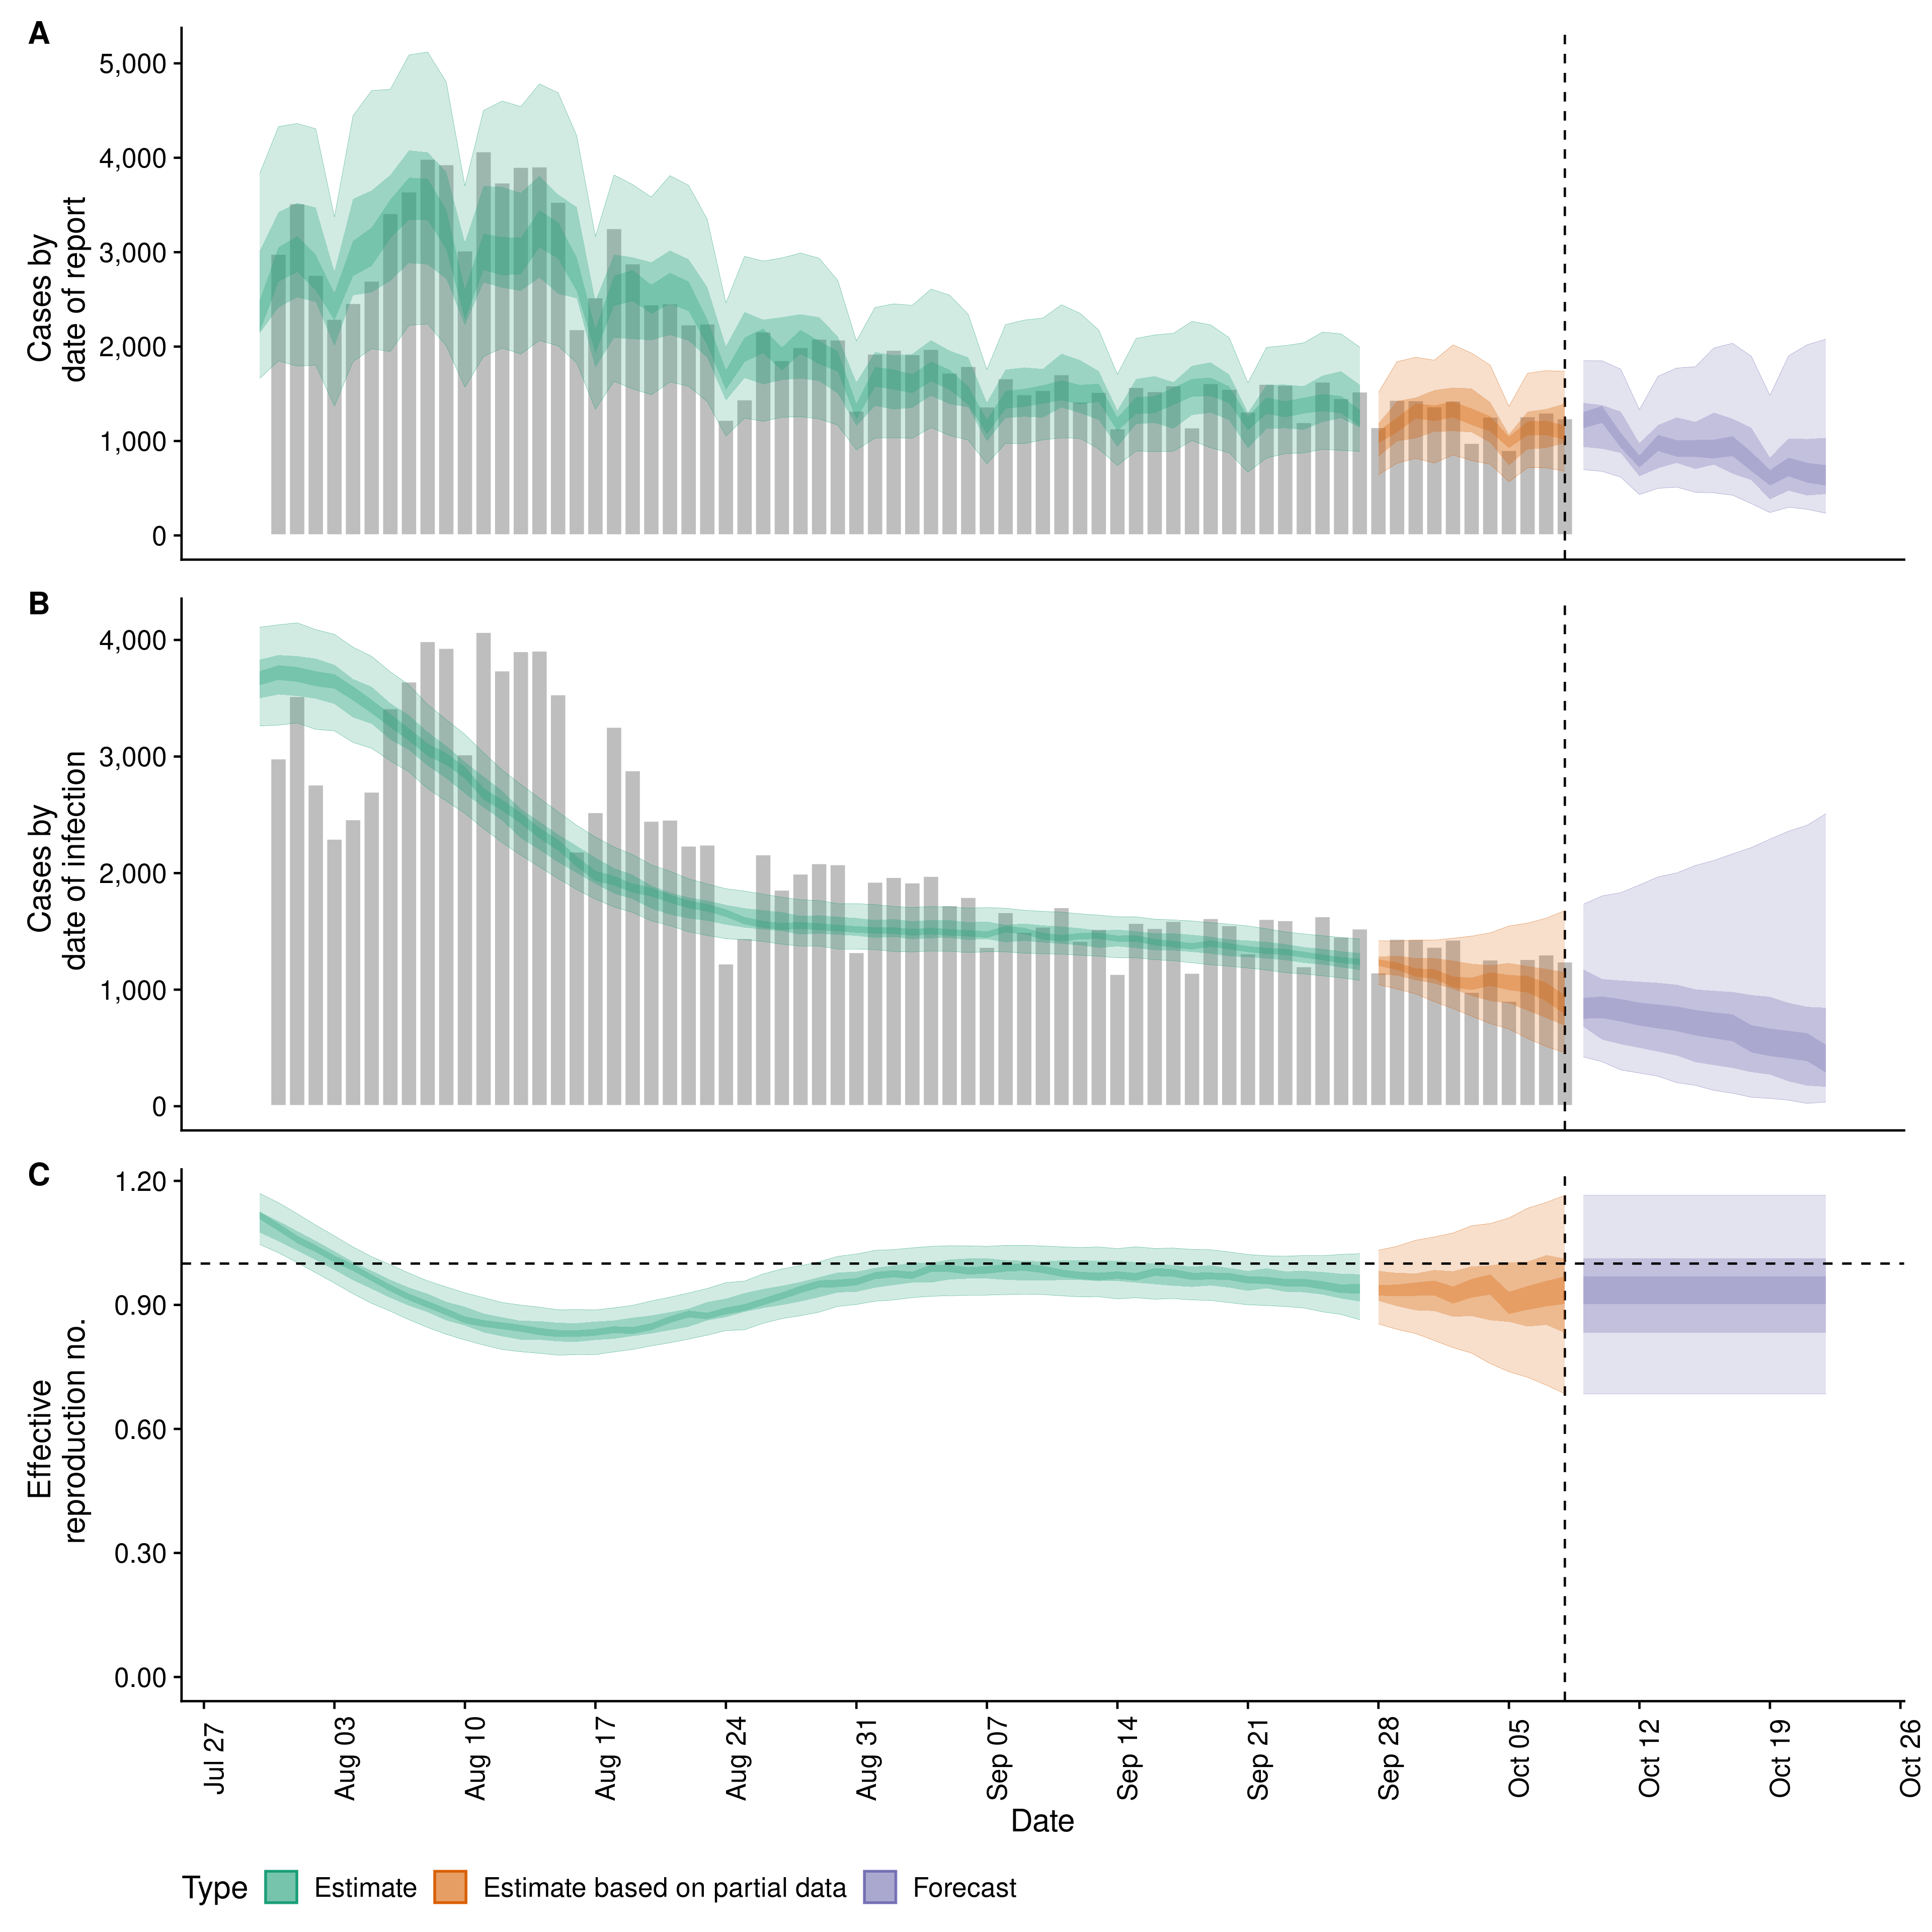 A
5,000
4,000
3,000
2,000
1,000
0
Cases by
date of report
B
4,000
3,000
2,000
1,000
0
Cases by
date of infection
C
1.20
0.90
0.60
0.30
0.00
Effective
reproduction no.
Jul 27
Aug 03
Aug 10
Aug 17
Aug 24
Aug 31
Sep 07
Sep 14
Sep 21
Sep 28
Oct 05
Oct 12
Oct 19
Oct 26
Date
Type Estimate Estimate based on partial data Forecast